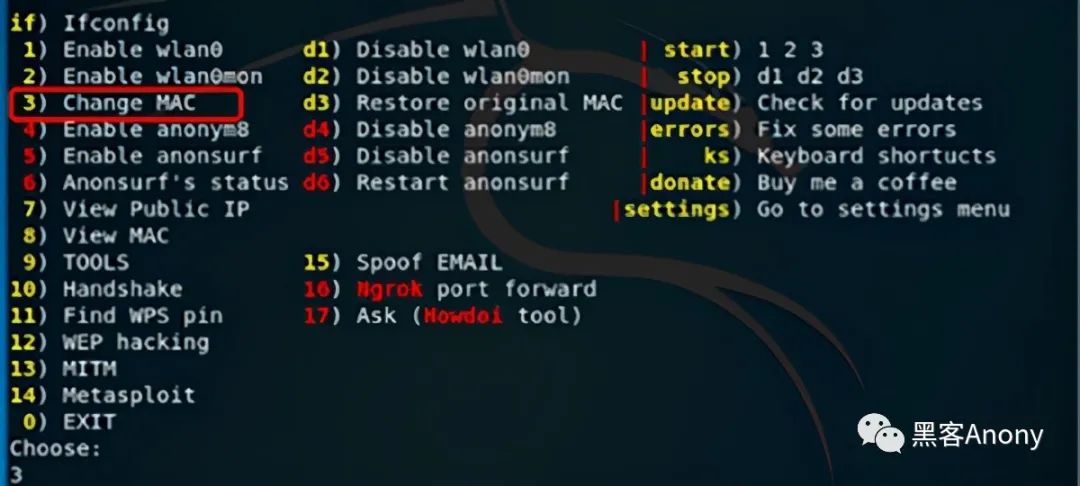 if) Ifconfig
1) Enable wlan0 d1) Disable wlan0 | start) 1 2 3
2) Enable wlan0mon d2) Disable wlan0mon | stop) d1 d2 d3
3) Change MAC d3) Restore original MAC |update) Check for updates
4) Enable anonym8 d4) Disable anonym8 |errors) Fix some errors
5) Enable anonsurf d5) Disable anonsurf | ks) Keyboard shortucts
6) Anonsurf's status d6) Restart anonsurf |donate) Buy me a coffee
7) View Public IP |settings) Go to settings menu
8) View MAC
9) TOOLS 15) Spoof EMAIL
10) Handshake 16) Ngrok port forward
11) Find WPS pin 17) Ask (Howdoi tool)
12) WEP hacking
13) MITM
14) Metasploit
0) EXIT
Choose:
3
黑客Anony